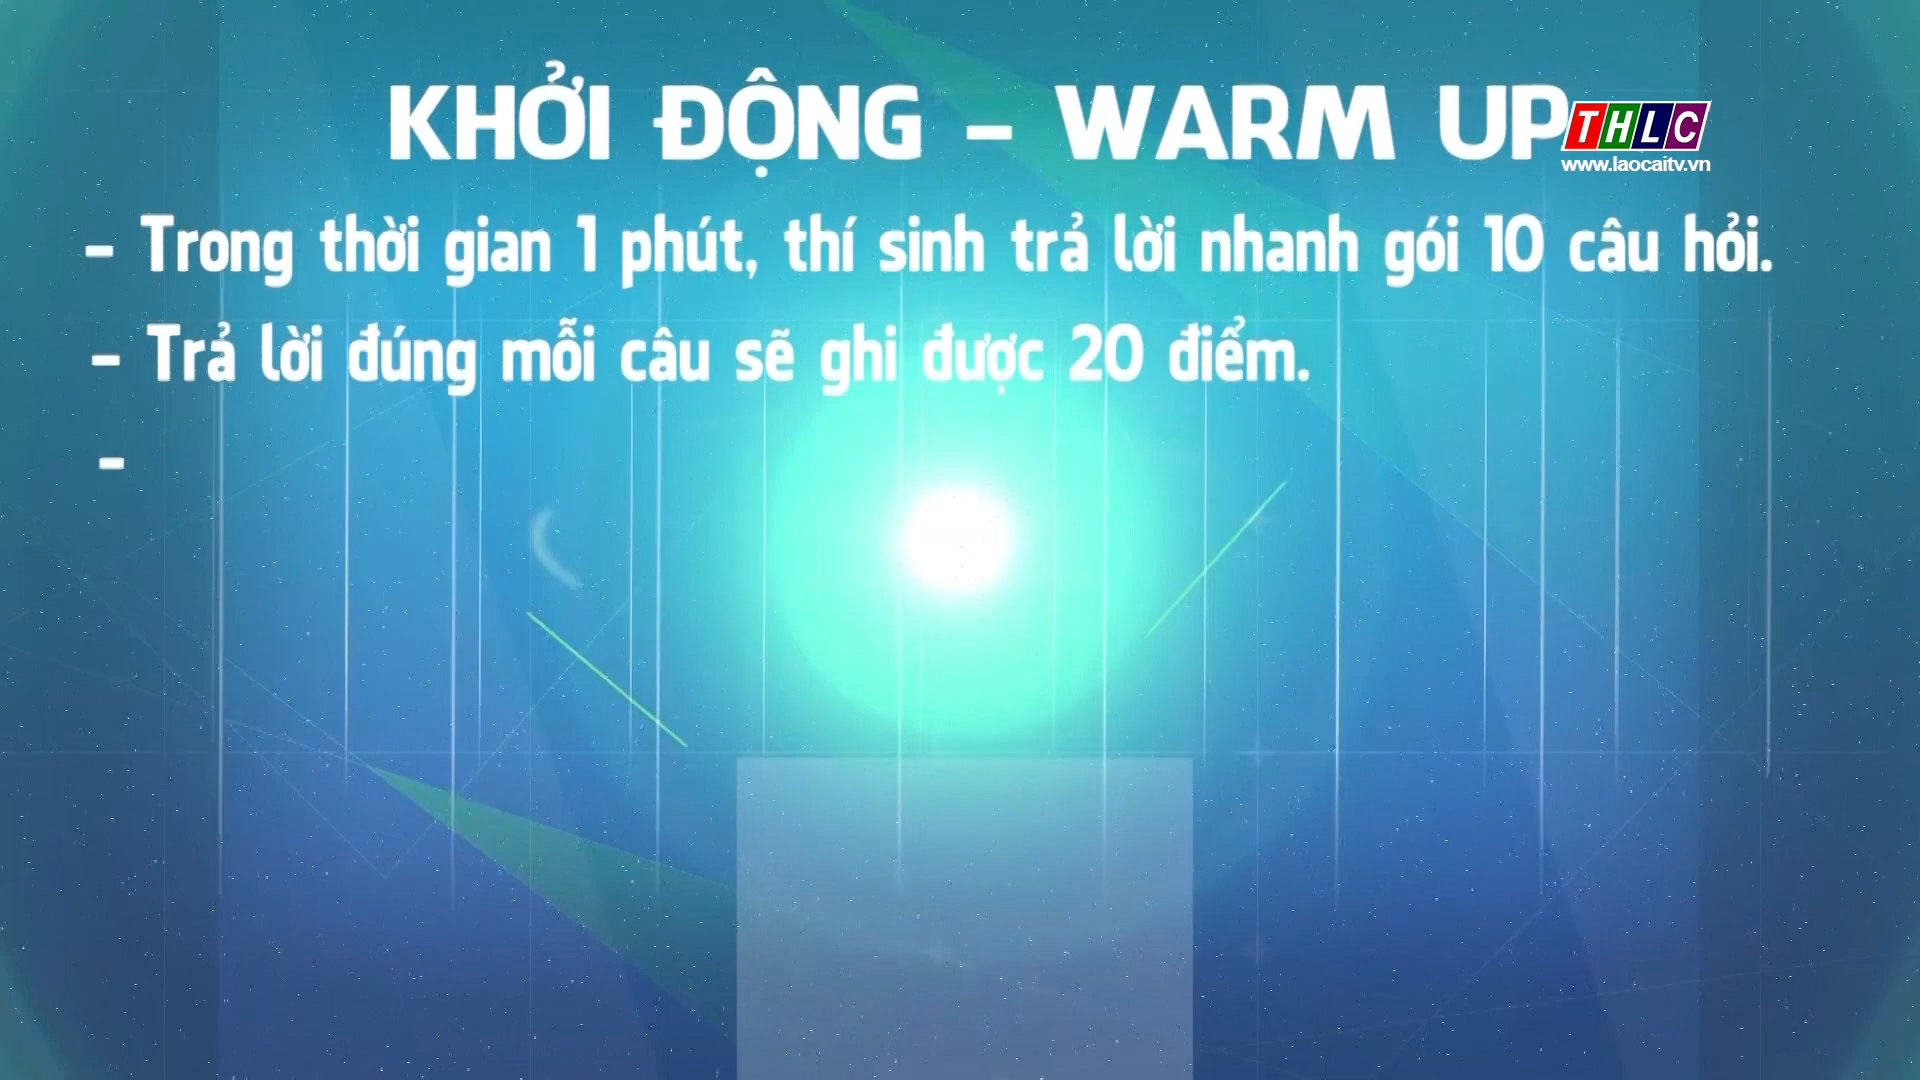 KHỞI ĐỘNG – WARM UP
THLC
www.laocaitv.vn
– Trong thời gian 1 phút, thí sinh trả lời nhanh gói 10 câu hỏi.
– Trả lời đúng mỗi câu sẽ ghi được 20 điểm.
-